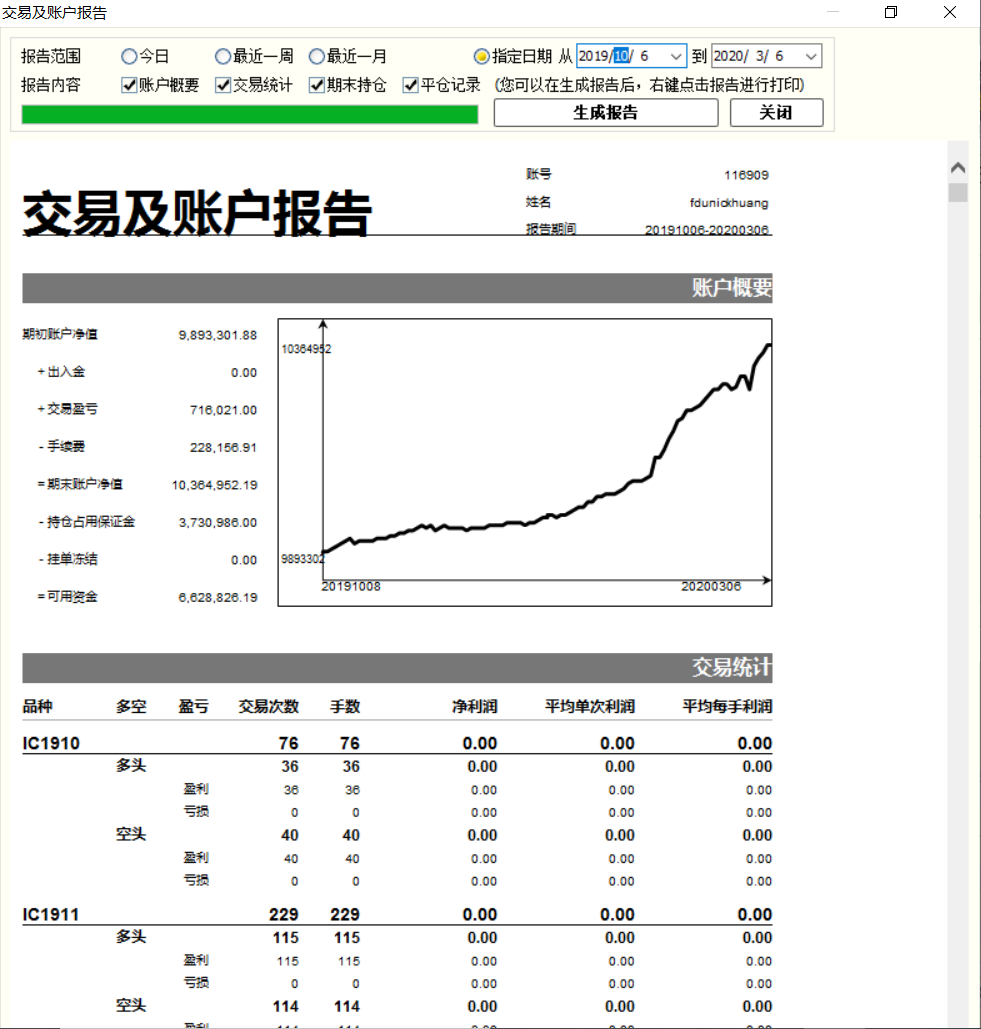 交易及账户报告
报告范围 今日 最近一周 最近一月 指定日期 从 2019/10/ 6 到 2020/ 3/ 6
报告内容 账户概要 交易统计 期末持仓 平仓记录 (您可以在生成报告后，右键点击报告进行打印)
生成报告 关闭
账号 116909
交易及账户报告
姓名 fdunickhuang
报告期间 20191006-20200306
账户概要
期初账户净值 9,893,301.88
+ 出入金 0.00
+ 交易盈亏 716,021.00
- 手续费 228,156.91
= 期末账户净值 10,364,952.19
- 持仓占用保证金 3,730,986.00
- 挂单冻结 0.00
= 可用资金 6,628,826.19
10364952
9893302
20191008 20200306
交易统计
品种 多空 盈亏 交易次数 手数 净利润 平均单次利润 平均每手利润
IC1910 76 76 0.00 0.00 0.00
多头 36 36 0.00 0.00 0.00
盈利 36 36 0.00 0.00 0.00
亏损 0 0 0.00 0.00 0.00
空头 40 40 0.00 0.00 0.00
盈利 40 40 0.00 0.00 0.00
亏损 0 0 0.00 0.00 0.00
IC1911 229 229 0.00 0.00 0.00
多头 115 115 0.00 0.00 0.00
盈利 115 115 0.00 0.00 0.00
亏损 0 0 0.00 0.00 0.00
空头 114 114 0.00 0.00 0.00